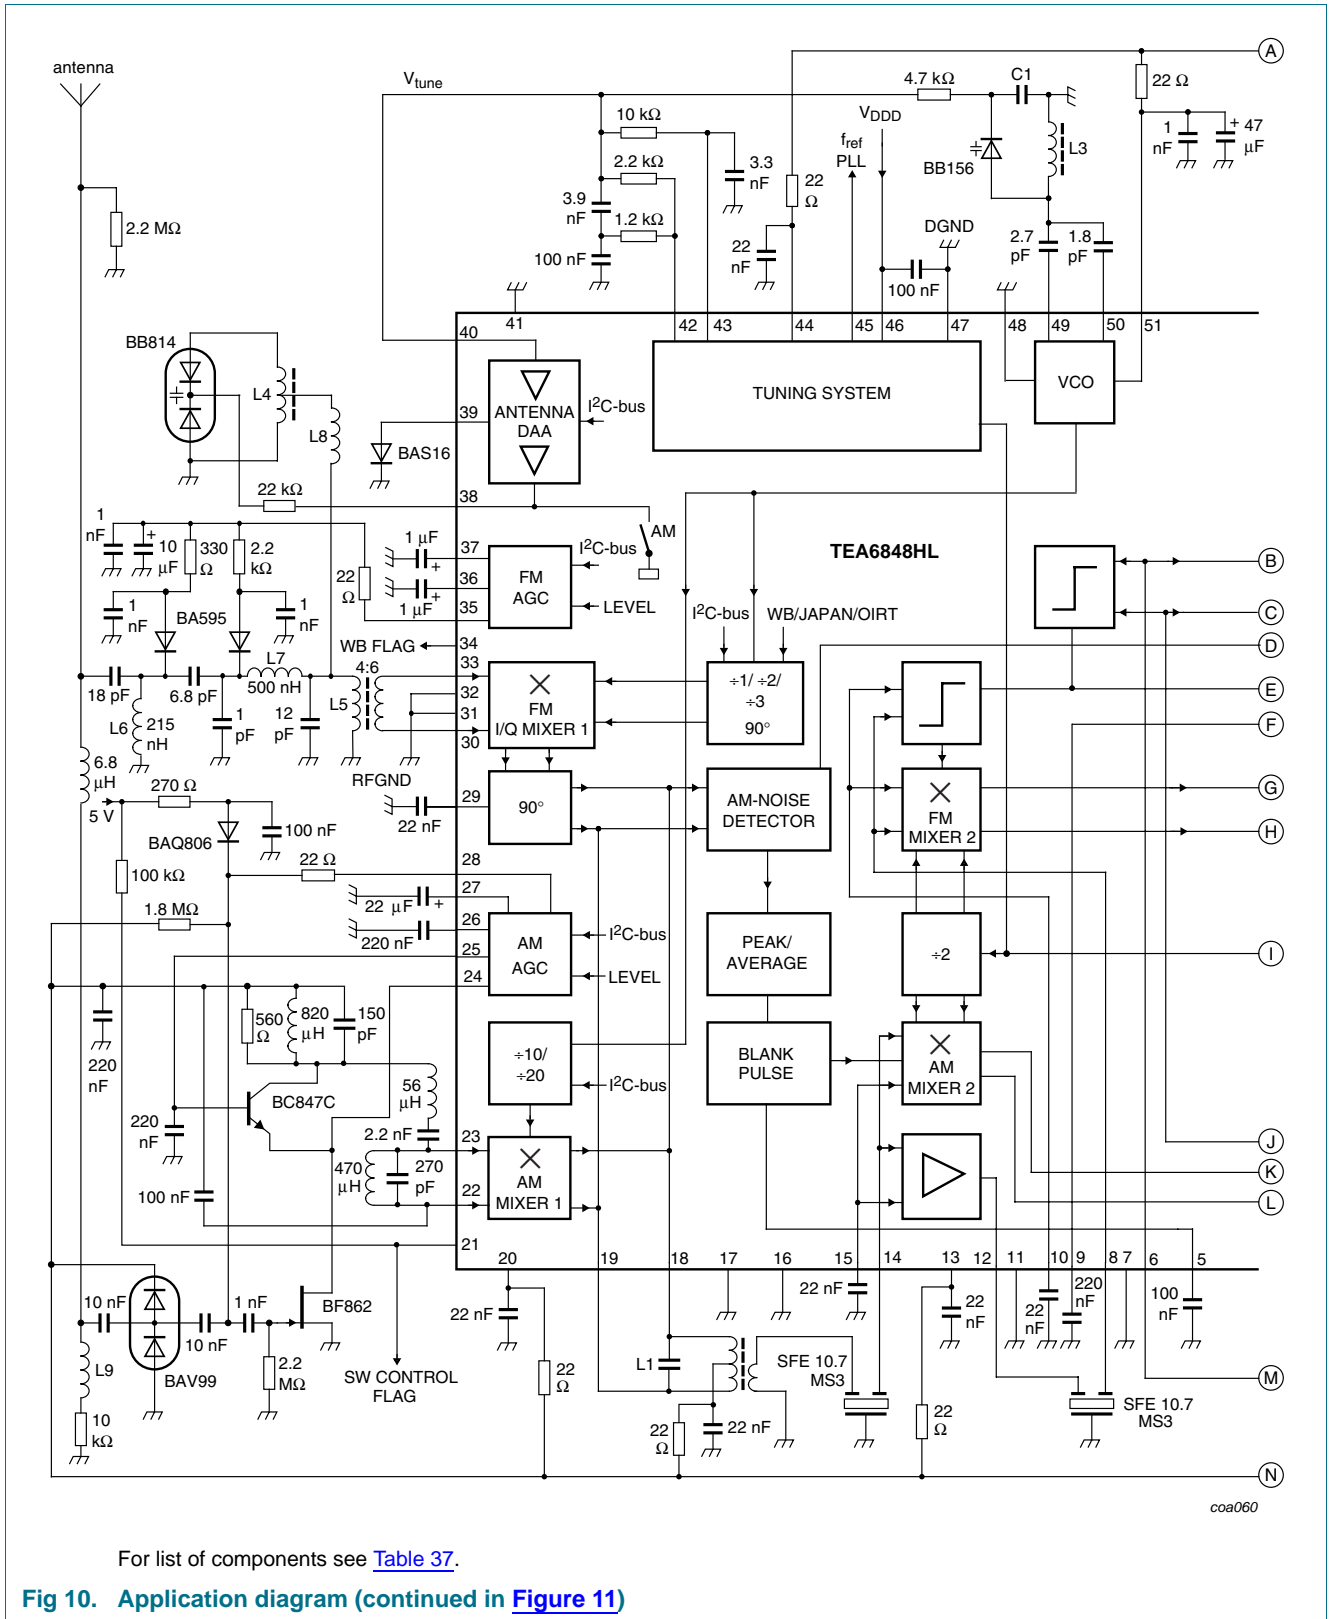 A
antenna
Vtune
4.7 kΩ
C1
22 Ω
10 kΩ
VDDD
1
nF
+
47
μF
fref
PLL
L3
2.2 kΩ
BB156
3.3
nF
22
Ω
3.9
nF
1.2 kΩ
DGND
2.2 MΩ
2.7
pF
1.8
pF
22
nF
100 nF
100 nF
41
42
43
44
45
46
47
48
49
50
51
40
BB814
L4
ANTENNA
DAA
I2C-bus
TUNING SYSTEM
VCO
39
L8
BAS16
22 kΩ
38
1
nF
+
10
μF
330
Ω
2.2
kΩ
1 μF
+
37
I2C-bus
AM
TEA6848HL
B
22
Ω
36
FM
AGC
1 μF
+
35
LEVEL
I2C-bus
WB/JAPAN/OIRT
C
1
nF
BA595
1
nF
WB FLAG
34
D
L7
4:6
33
÷1/ ÷2/
÷3
90°
E
18 pF
6.8 pF
500 nH
32
FM
I/Q MIXER 1
L5
31
F
L6
215
nH
1
pF
12
pF
30
6.8
μH
RFGND
270 Ω
29
90°
AM-NOISE
DETECTOR
FM
MIXER 2
G
5 V
22 nF
H
BAQ806
100 nF
22 Ω
28
100 kΩ
27
22 μF
+
1.8 MΩ
26
220 nF
AM
AGC
I2C-bus
PEAK/
AVERAGE
÷2
I
25
LEVEL
24
560
Ω
820
μH
150
pF
220
nF
÷10/
÷20
I2C-bus
BLANK
PULSE
AM
MIXER 2
56
μH
BC847C
220
nF
2.2 nF
23
J
470
μH
270
pF
AM
MIXER 1
K
100 nF
22
L
21
20
19
18
17
16
15
14
13
12
11
10
9
8
7
6
5
10 nF
1 nF
BF862
22 nF
22 nF
22
nF
22
nF
220
nF
100
nF
10 nF
L9
BAV99
2.2
MΩ
SW CONTROL
FLAG
22
Ω
L1
SFE 10.7
MS3
M
10
kΩ
22
Ω
22 nF
22
Ω
SFE 10.7
MS3
N
coa060
For list of components see Table 37.
Fig 10. Application diagram (continued in Figure 11)